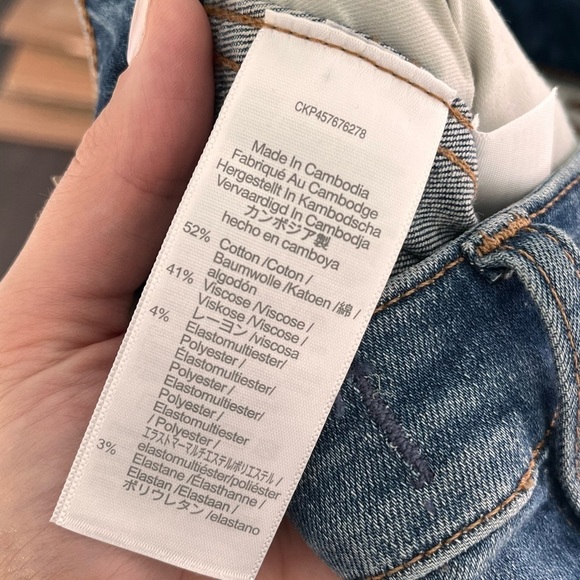 CKP457676278
Made In Cambodia
Fabriqué Au Cambodge
Hergestellt In Kambodscha
Vervaardigd In Cambodja
カンボジア製
hecho en camboya
52% Cotton /Coton /
Baumwolle /Katoen /綿 /
algodón
41% Viscose /Viscose /
Viskose /Viscose /
レーヨン /viscosa
4% Elastomultiester/
Polyester /
Elastomultiester/
Polyester /
Elastomultiester/
Polyester /
Elastomultiester
/ Polyester /
エラストマーマルチエステル/ポリエステル /
elastomultiéster/poliéster
3% Elastane /Elasthanne /
Elastan /Elastaan /
ポリウレタン /elastano